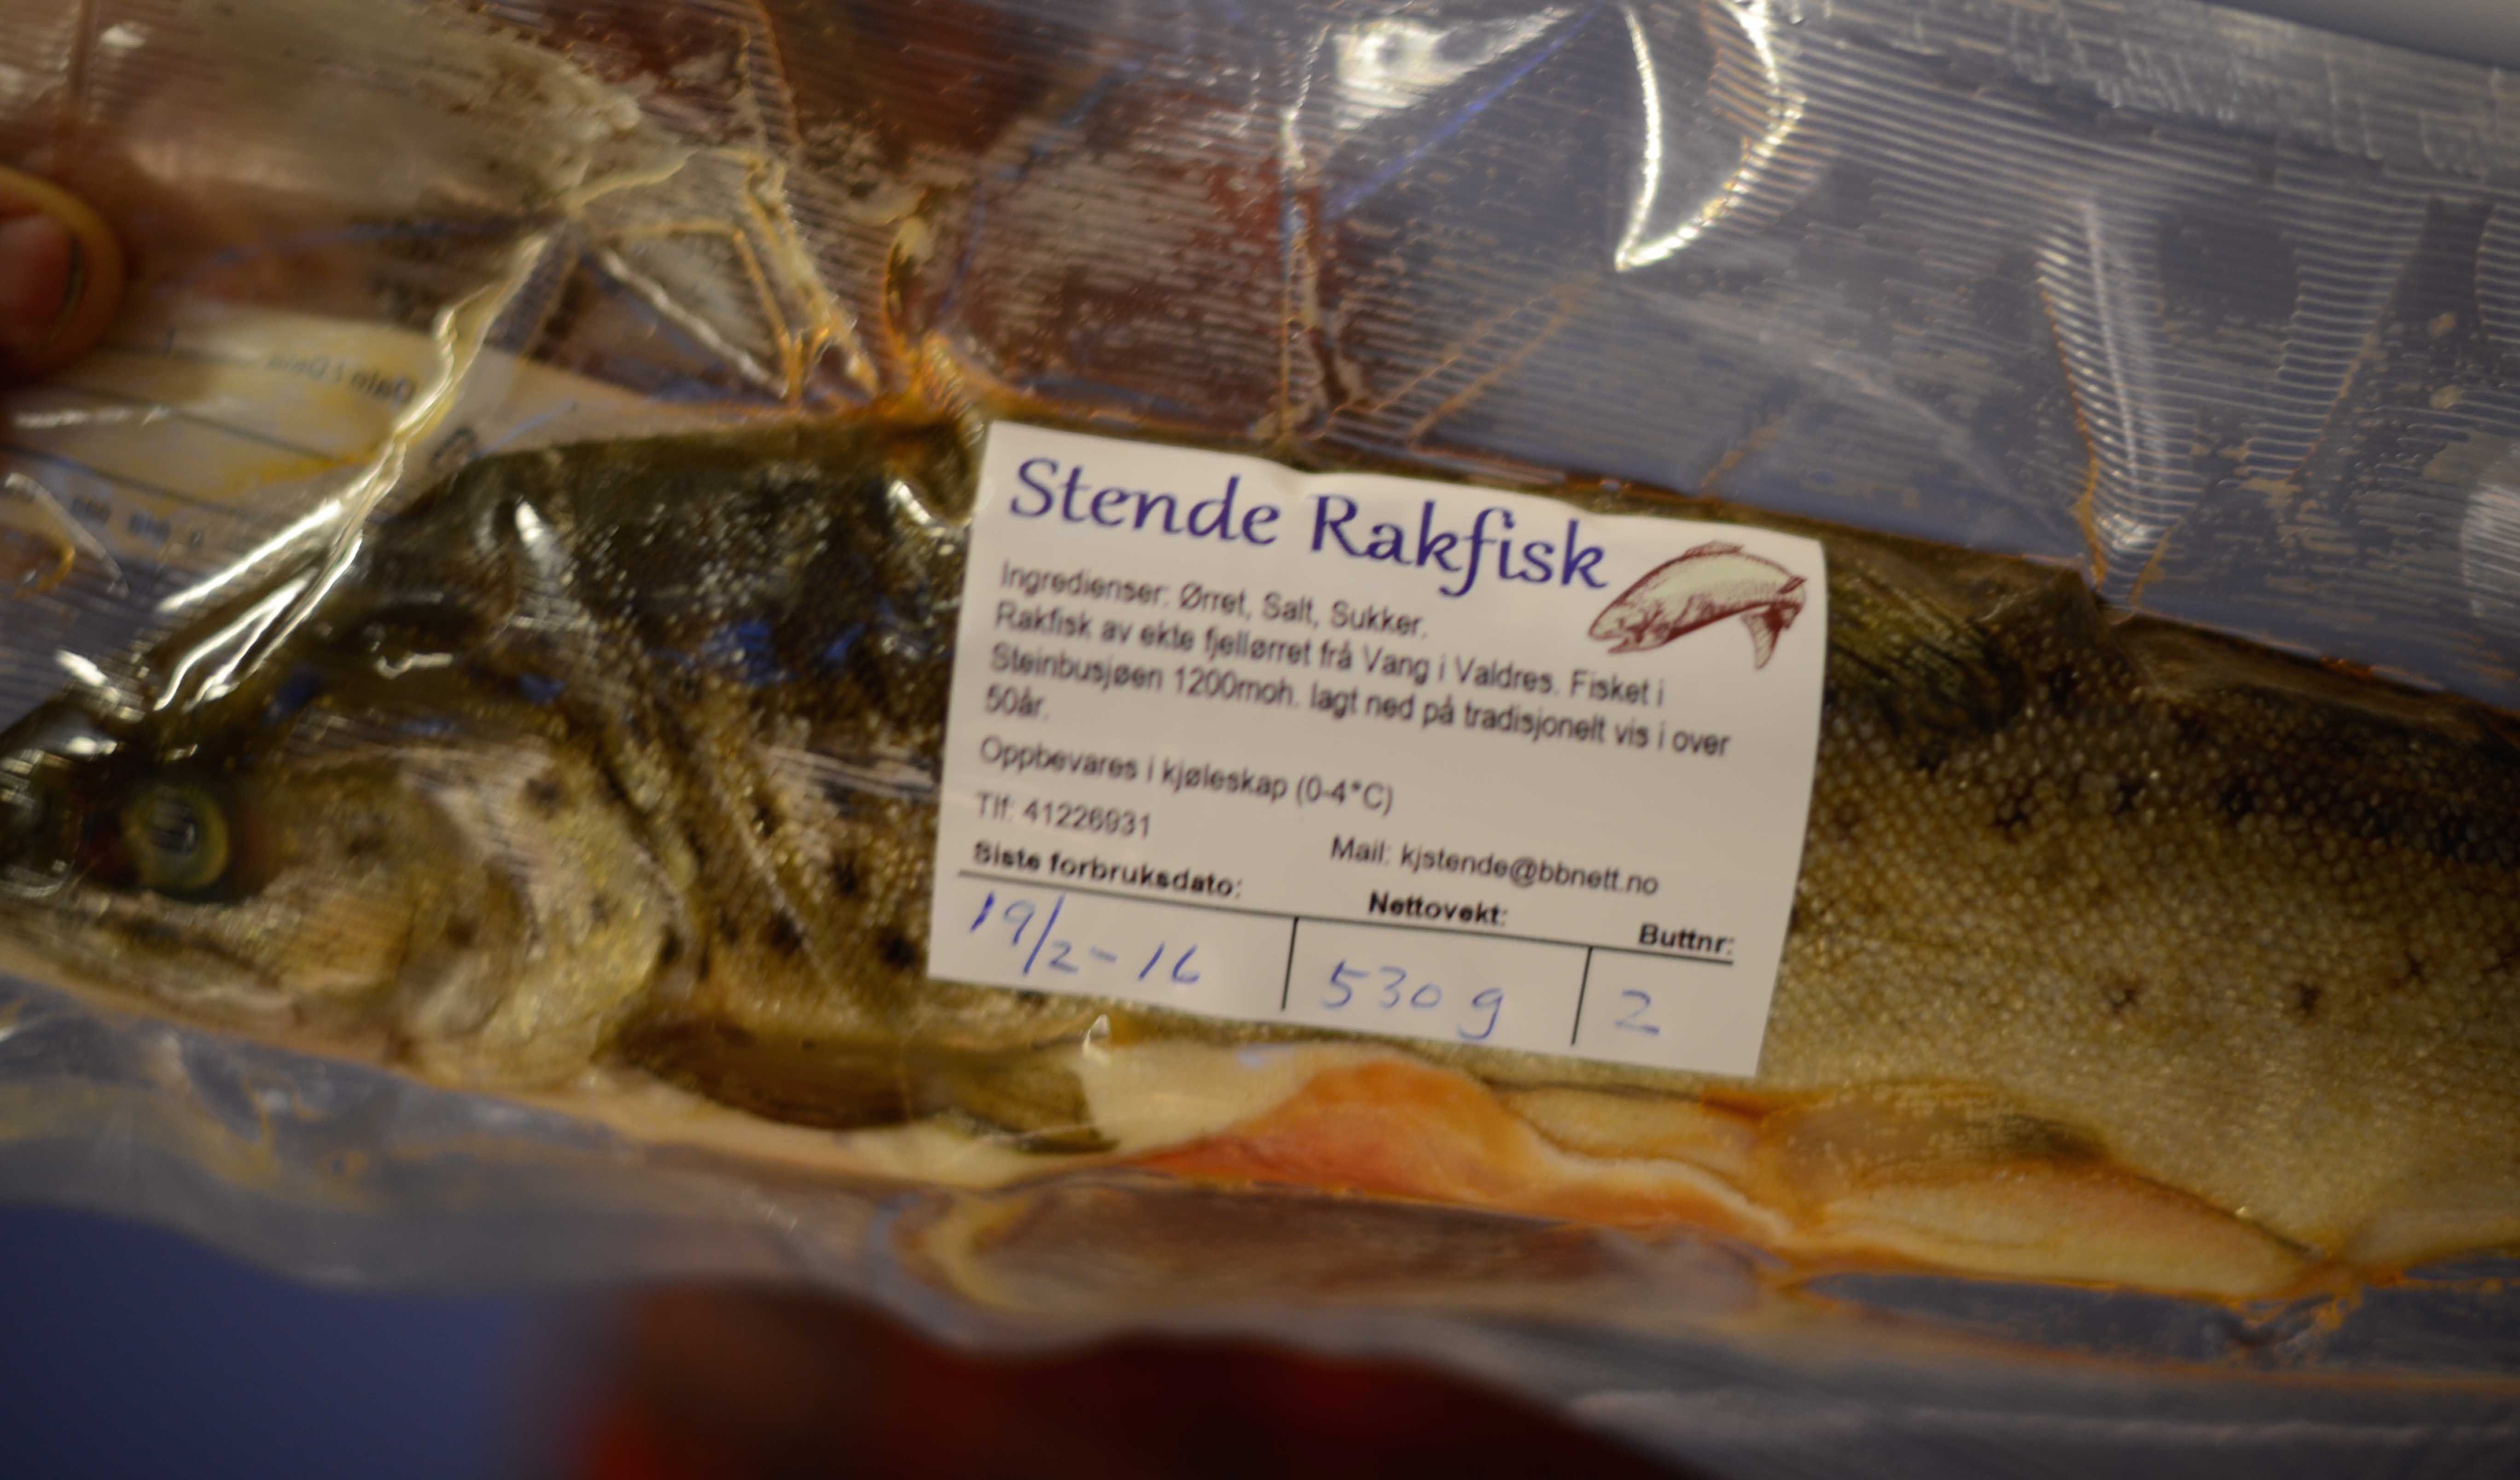 Stende Rakfisk
Ingredienser: Ørret, Salt, Sukker.
Rakfisk av ekte fjellørret frå Vang i Valdres. Fisket i
Steinbusjøen 1200moh. lagt ned på tradisjonelt vis i over
50år.
Oppbevares i kjøleskap (0-4°C)
Tlf: 41226931
Mail: kjstende@bbnett.no
Siste forbruksdato: Nettovekt: Buttnr:
19/2-16 530 g 2